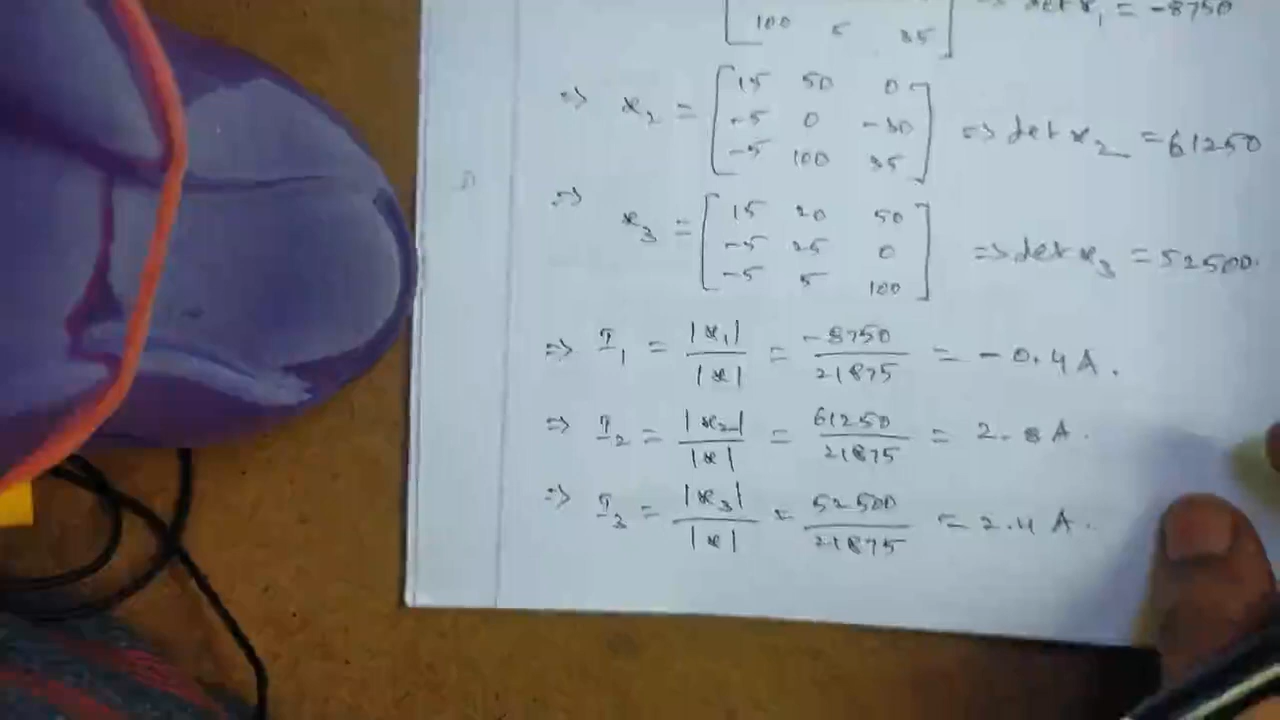 100 5 35 ⇒ det x₁ = -8750
⇒ x₂ = [15 50 0
-5 0 -30
-5 100 35] ⇒ det x₂ = 61250
⇒ x₃ = [15 20 50
-5 25 0
-5 5 100] ⇒ det x₃ = 52500.
⇒ I₁ = |x₁| / |x| = -8750 / 21875 = -0.4 A.
⇒ I₂ = |x₂| / |x| = 61250 / 21875 = 2.8 A.
⇒ I₃ = |x₃| / |x| = 52500 / 21875 = 2.4 A.